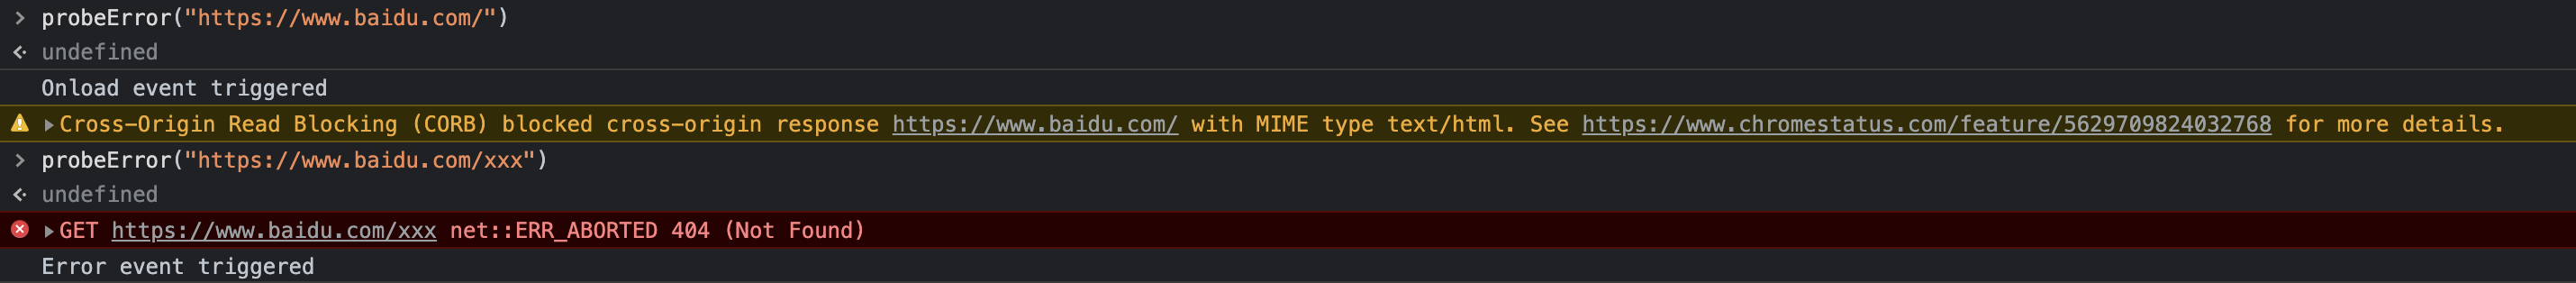 probeError("https://www.baidu.com/")
undefined
Onload event triggered
Cross-Origin Read Blocking (CORB) blocked cross-origin response https://www.baidu.com/ with MIME type text/html. See https://www.chromestatus.com/feature/5629709824032768 for more details.
probeError("https://www.baidu.com/xxx")
undefined
GET https://www.baidu.com/xxx net::ERR_ABORTED 404 (Not Found)
Error event triggered